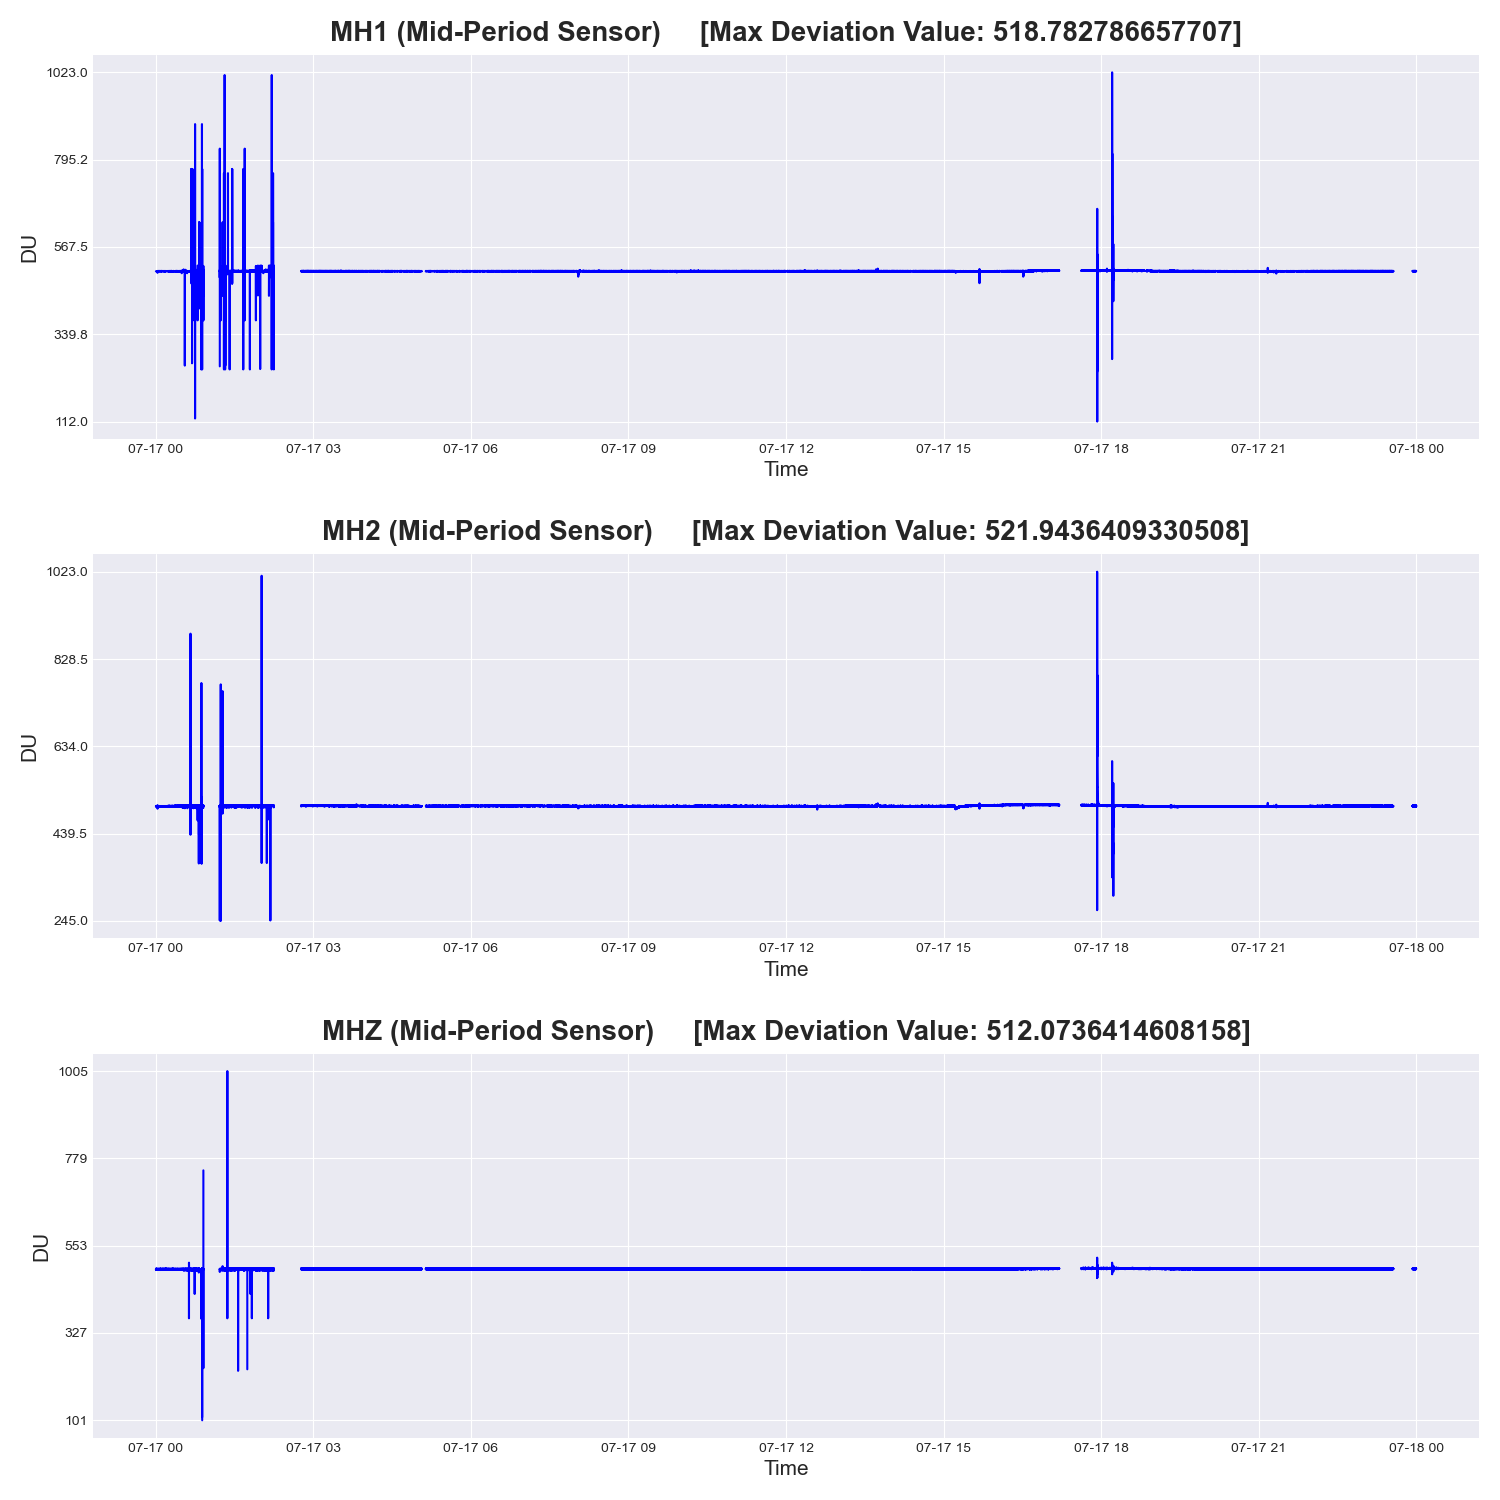 MH1 (Mid-Period Sensor) [Max Deviation Value: 518.782786657707]
1023.0
795.2
567.5
339.8
112.0
DU
07-17 00 07-17 03 07-17 06 07-17 09 07-17 12 07-17 15 07-17 18 07-17 21 07-18 00
Time
MH2 (Mid-Period Sensor) [Max Deviation Value: 521.9436409330508]
1023.0
828.5
634.0
439.5
245.0
DU
07-17 00 07-17 03 07-17 06 07-17 09 07-17 12 07-17 15 07-17 18 07-17 21 07-18 00
Time
MHZ (Mid-Period Sensor) [Max Deviation Value: 512.0736414608158]
1005
779
553
327
101
DU
07-17 00 07-17 03 07-17 06 07-17 09 07-17 12 07-17 15 07-17 18 07-17 21 07-18 00
Time